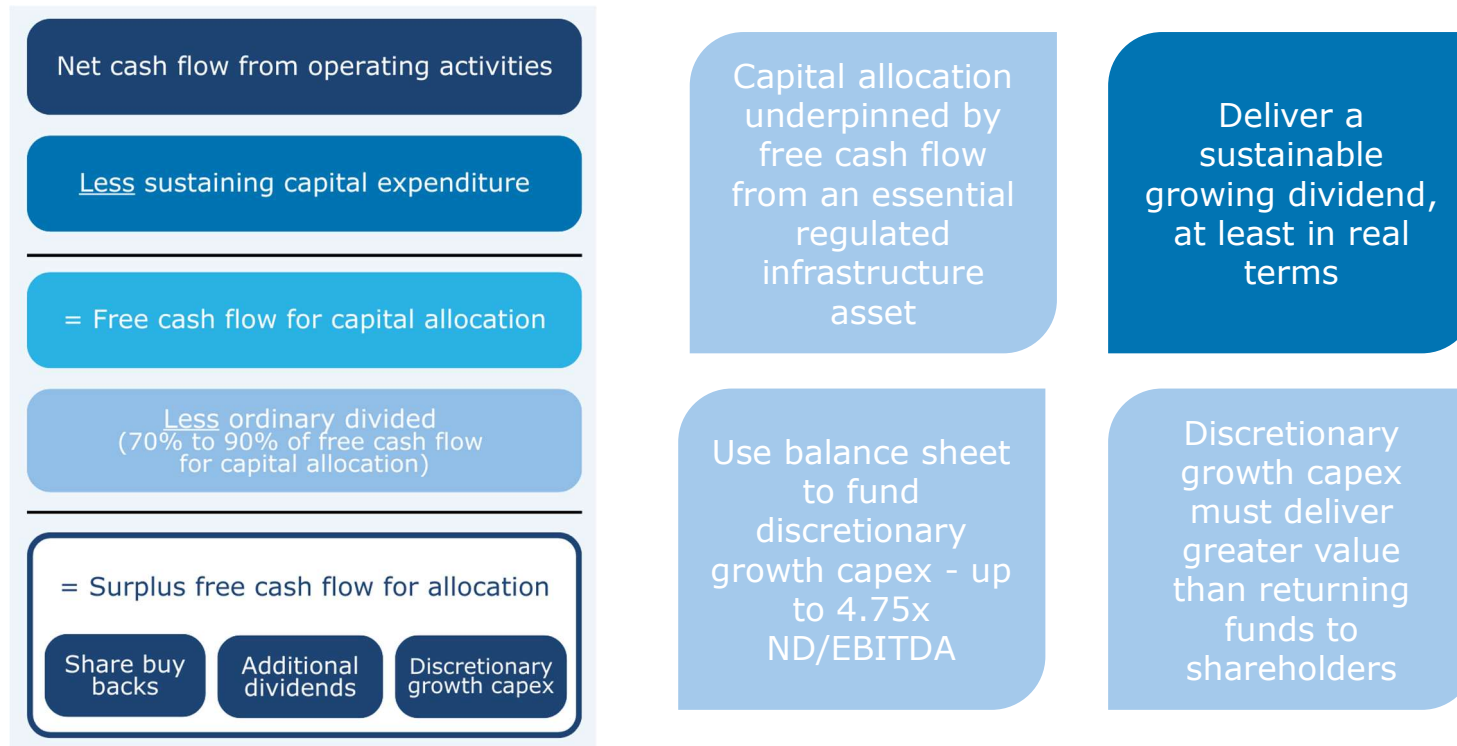 Net cash flow from operating activities
Less sustaining capital expenditure
= Free cash flow for capital allocation
Less ordinary divided
(70% to 90% of free cash flow
for capital allocation)
= Surplus free cash flow for allocation
Share buy
backs
Additional
dividends
Discretionary
growth capex
Capital allocation
underpinned by
free cash flow
from an essential
regulated
infrastructure
asset
Deliver a
sustainable
growing dividend,
at least in real
terms
Use balance sheet
to fund
discretionary
growth capex - up
to 4.75x
ND/EBITDA
Discretionary
growth capex
must deliver
greater value
than returning
funds to
shareholders